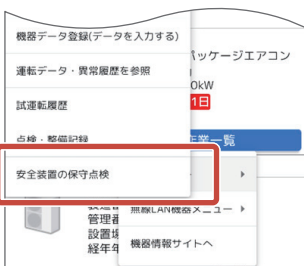 機器データ登録(データを入力する)
運転データ・異常履歴を参照
パッケージエアコン
0kW
1日
試運転履歴
点検・整備記録
作業一覧
安全装置の保守点検
無線LAN機器メニュー
管理番
設置場
経年年
機器情報サイトへ